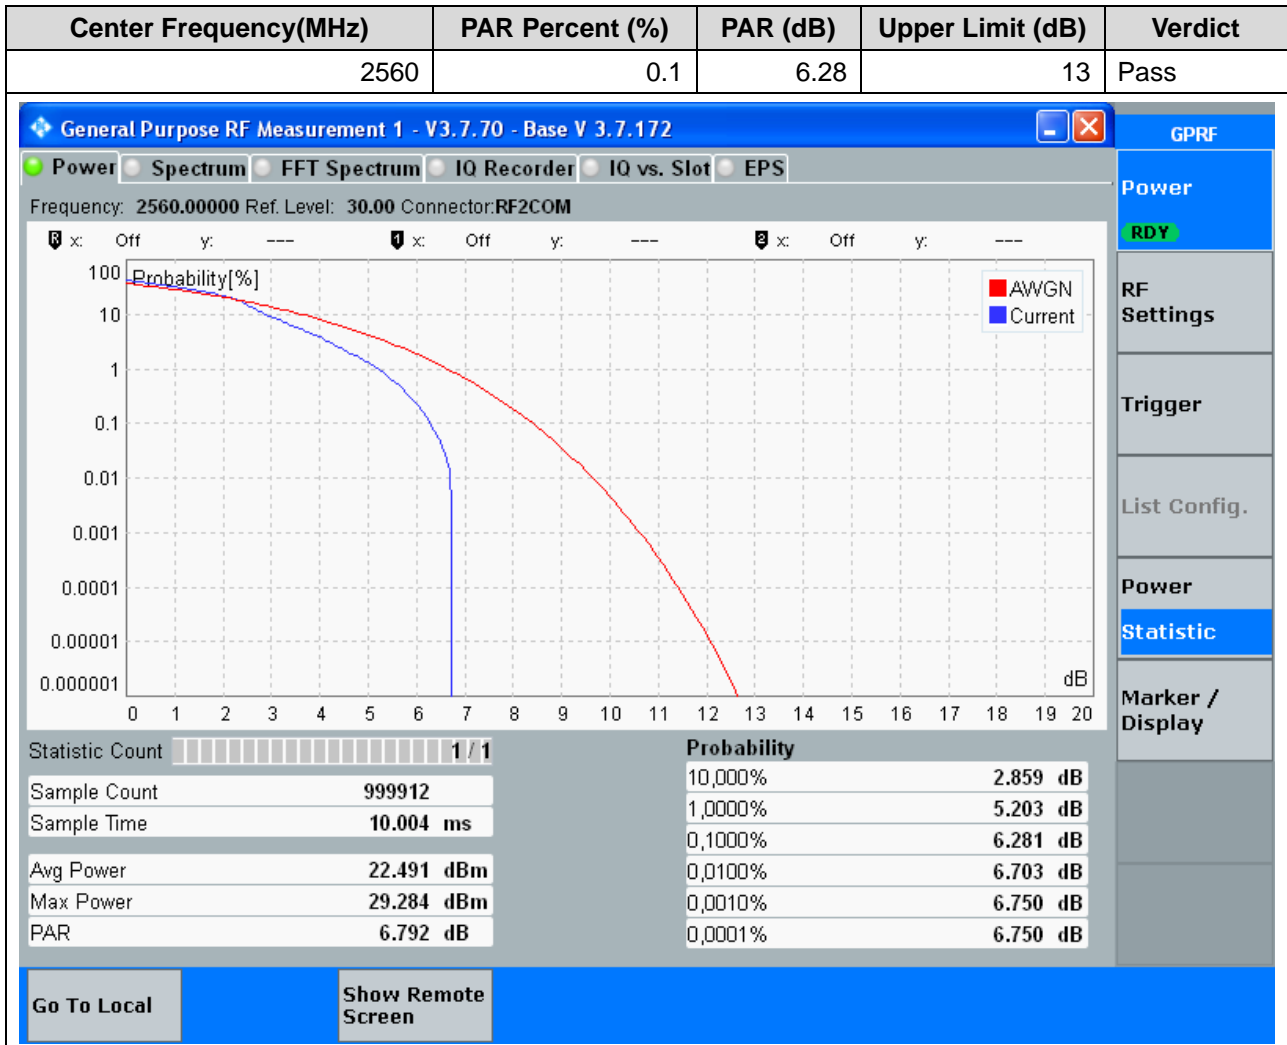 Center Frequency(MHz) PAR Percent (%) PAR (dB) Upper Limit (dB) Verdict
2560 0.1 6.28 13 Pass
General Purpose RF Measurement 1 - V3.7.70 - Base V 3.7.172
GPRF
Power Spectrum FFT Spectrum IQ Recorder IQ vs. Slot EPS
Frequency: 2560.00000 Ref. Level: 30.00 Connector:RF2COM
R x: Off y: --- 1 x: Off y: --- 2 x: Off y: ---
Probability[%]
AWGN
Current
100
10
1
0.1
0.01
0.001
0.0001
0.00001
0.000001
dB
0 1 2 3 4 5 6 7 8 9 10 11 12 13 14 15 16 17 18 19 20
Power
RDY
RF
Settings
Trigger
List Config.
Power
Statistic
Marker /
Display
Statistic Count 1 / 1
Sample Count 999912
Sample Time 10.004 ms
Avg Power 22.491 dBm
Max Power 29.284 dBm
PAR 6.792 dB
Probability
10,000% 2.859 dB
1,0000% 5.203 dB
0,1000% 6.281 dB
0,0100% 6.703 dB
0,0010% 6.750 dB
0,0001% 6.750 dB
Go To Local
Show Remote
Screen